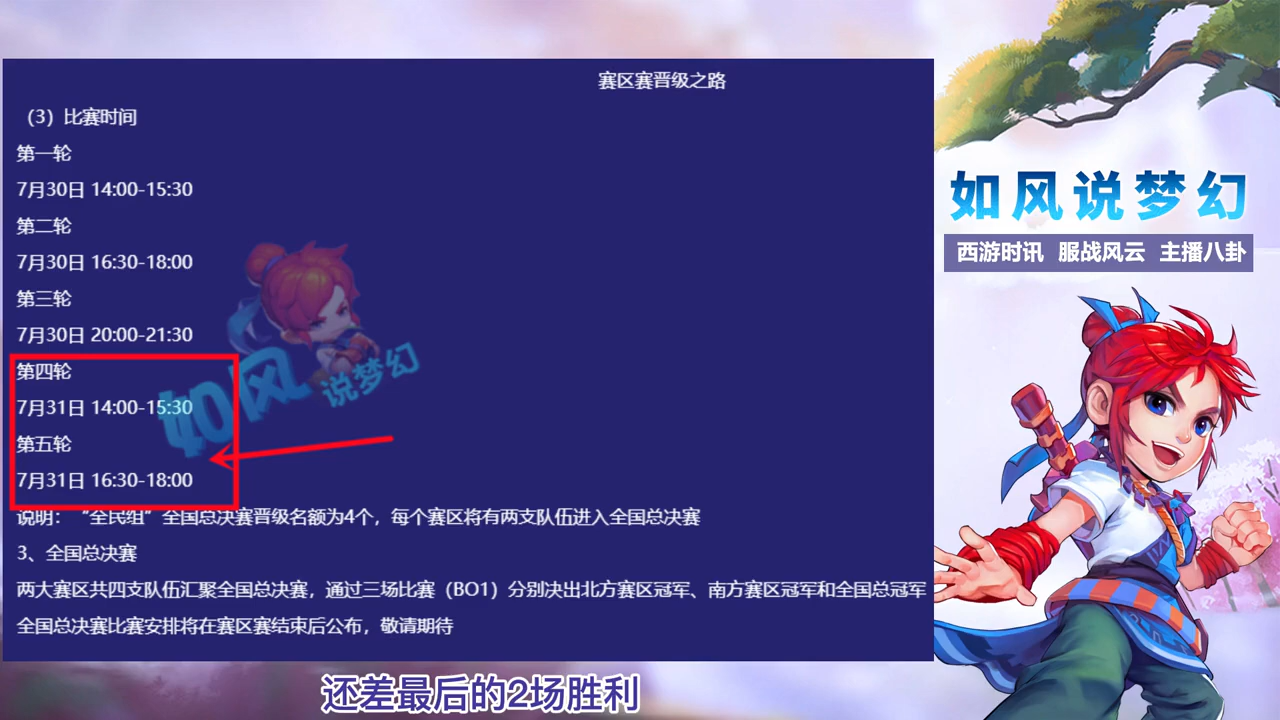 赛区赛晋级之路
（3）比赛时间
第一轮
7月30日 14:00-15:30
第二轮
7月30日 16:30-18:00
第三轮
7月30日 20:00-21:30
第四轮
7月31日 14:00-15:30
第五轮
7月31日 16:30-18:00
说明：“全民组”全国总决赛晋级名额为4个，每个赛区将有两支队伍进入全国总决赛
3、全国总决赛
两大赛区共四支队伍汇聚全国总决赛，通过三场比赛（BO1）分别决出北方赛区冠军、南方赛区冠军和全国总冠军
全国总决赛比赛安排将在赛区赛结束后公布，敬请期待
如风说梦幻
如风说梦幻
西游时讯 服战风云 主播八卦
还差最后的2场胜利